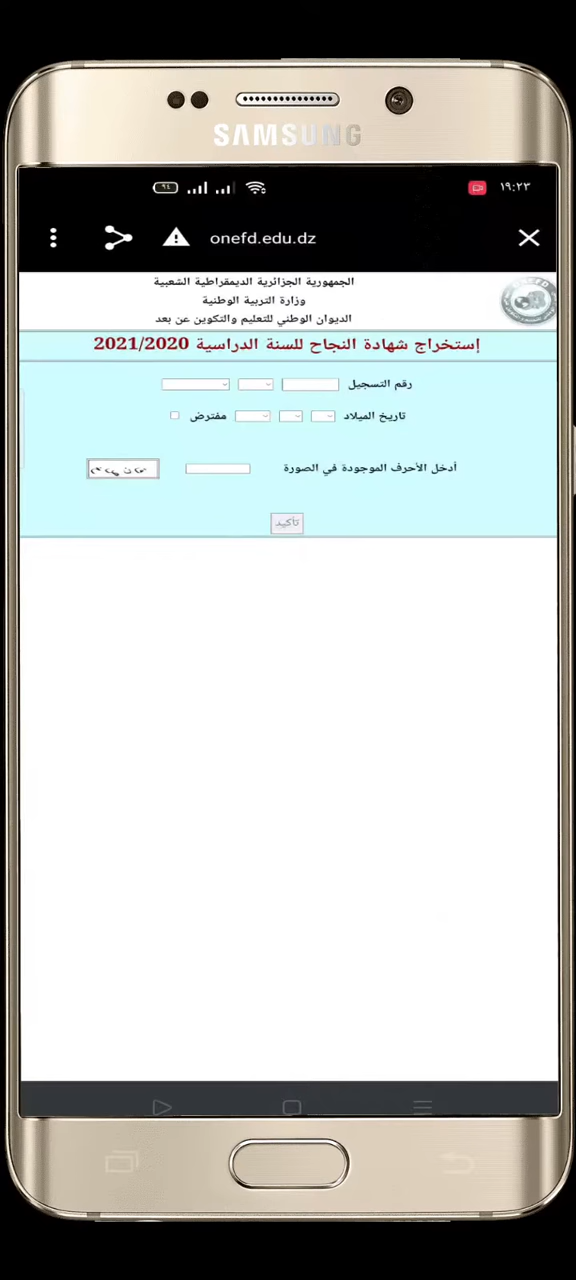 SAMSUNG
٩٤
١٩:٢٣
onefd.edu.dz
الجمهورية الجزائرية الديمقراطية الشعبية
وزارة التربية الوطنية
الديوان الوطني للتعليم والتكوين عن بعد
إستخراج شهادة النجاح للسنة الدراسية 2021/2020
رقم التسجيل
تاريخ الميلاد
مفترض
أدخل الأحرف الموجودة في الصورة
تأكيد